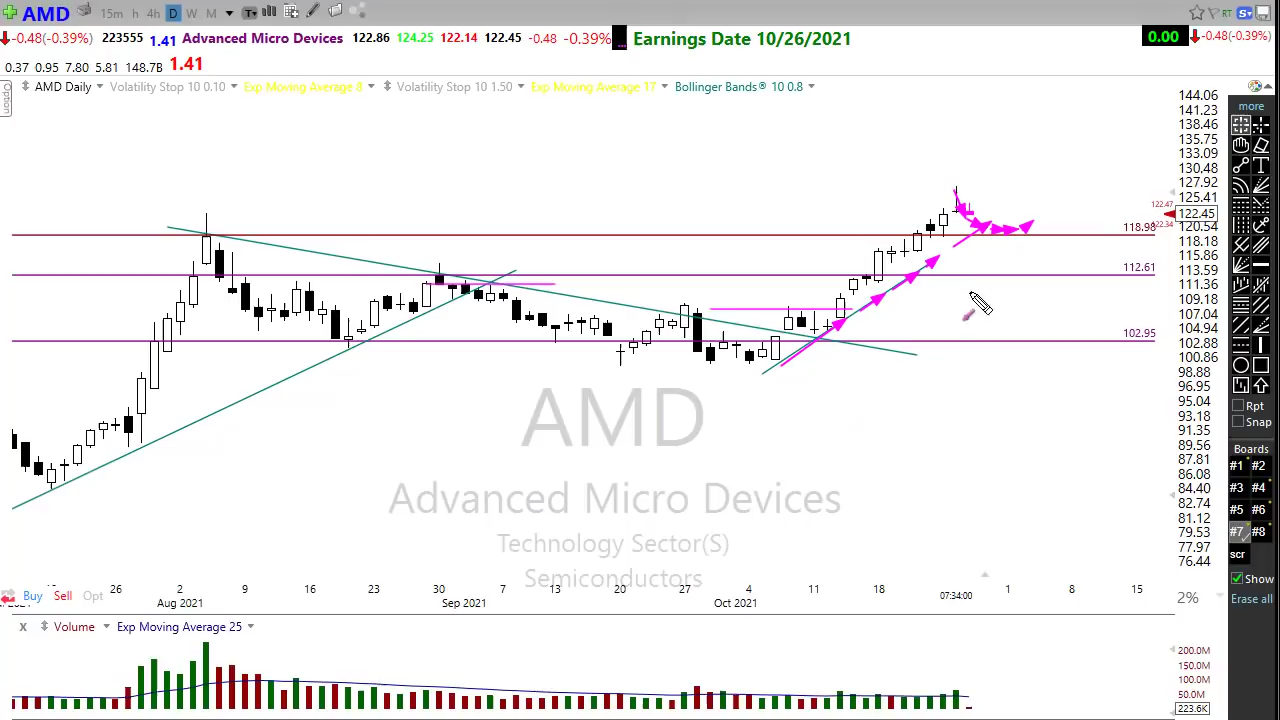 AMD 15m h 4h D W M T RT S
-0.48(-0.39%) 223555 1.41 Advanced Micro Devices 122.86 124.25 122.14 122.45 -0.48 -0.39% ... Earnings Date 10/26/2021 0.00 -0.48(-0.39%)
0.37 0.95 7.80 5.81 148.7B 1.41
Option
AMD Daily Volatility Stop 10 0.10 Exp Moving Average 8 Volatility Stop 10 1.50 Exp Moving Average 17 Bollinger Bands® 10 0.8
144.06
141.23
138.46
135.75
133.09
130.48
127.92
125.41
122.47
122.45
122.34
120.54
118.98
118.18
115.86
112.61
113.59
111.36
109.18
107.04
104.94
102.95
102.88
100.86
98.88
96.95
95.04
93.18
91.35
89.56
87.81
86.08
84.40
82.74
81.12
79.53
77.97
76.44
AMD
Advanced Micro Devices
Technology Sector(S)
Semiconductors
26 2 9 16 23 30 7 13 20 27 4 11 18 07:34:00 1 8 15
Aug 2021 Sep 2021 Oct 2021
Buy Sell Opt 2%
X Volume Exp Moving Average 25
200.0M
150.0M
100.0M
50.0M
223.6K
more
T
Rpt
Snap
Boards
#1 #2
#3 #4
#5 #6
#7 #8
scr
Show
Erase all